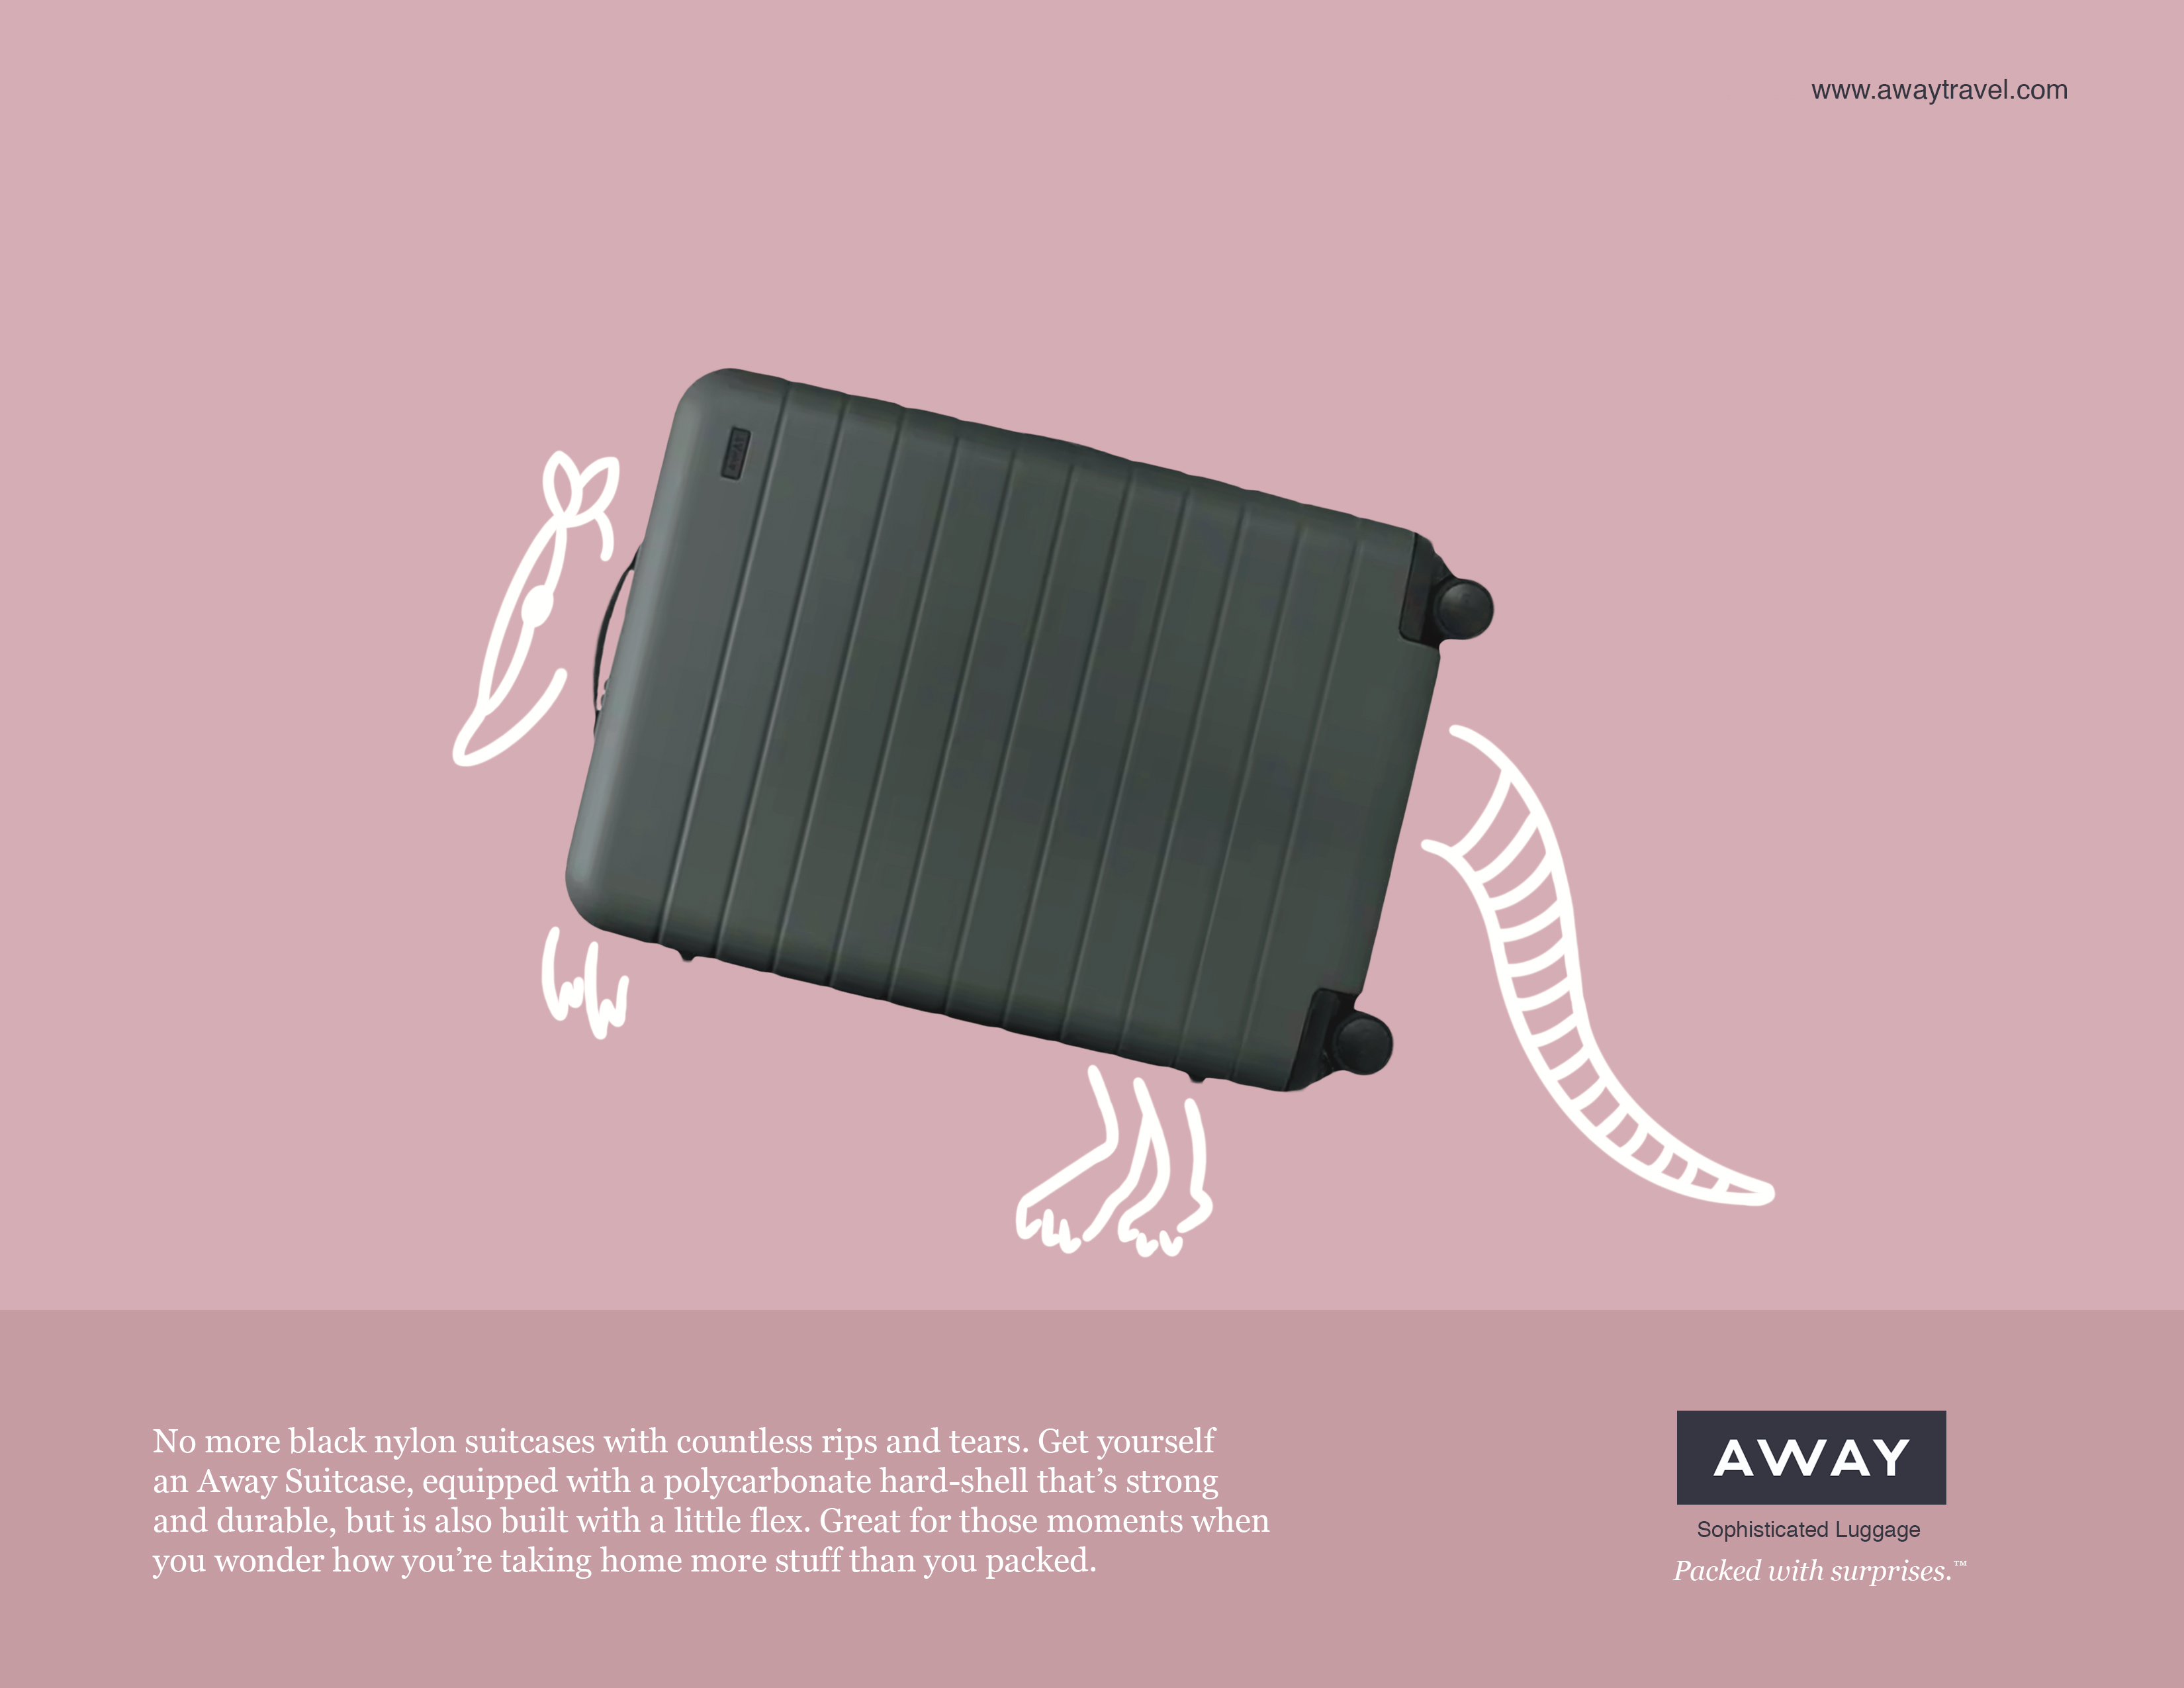 www.awaytravel.com
AWAY
No more black nylon suitcases with countless rips and tears. Get yourself
an Away Suitcase, equipped with a polycarbonate hard-shell that’s strong
and durable, but is also built with a little flex. Great for those moments when
you wonder how you’re taking home more stuff than you packed.
AWAY
Sophisticated Luggage
Packed with surprises.™